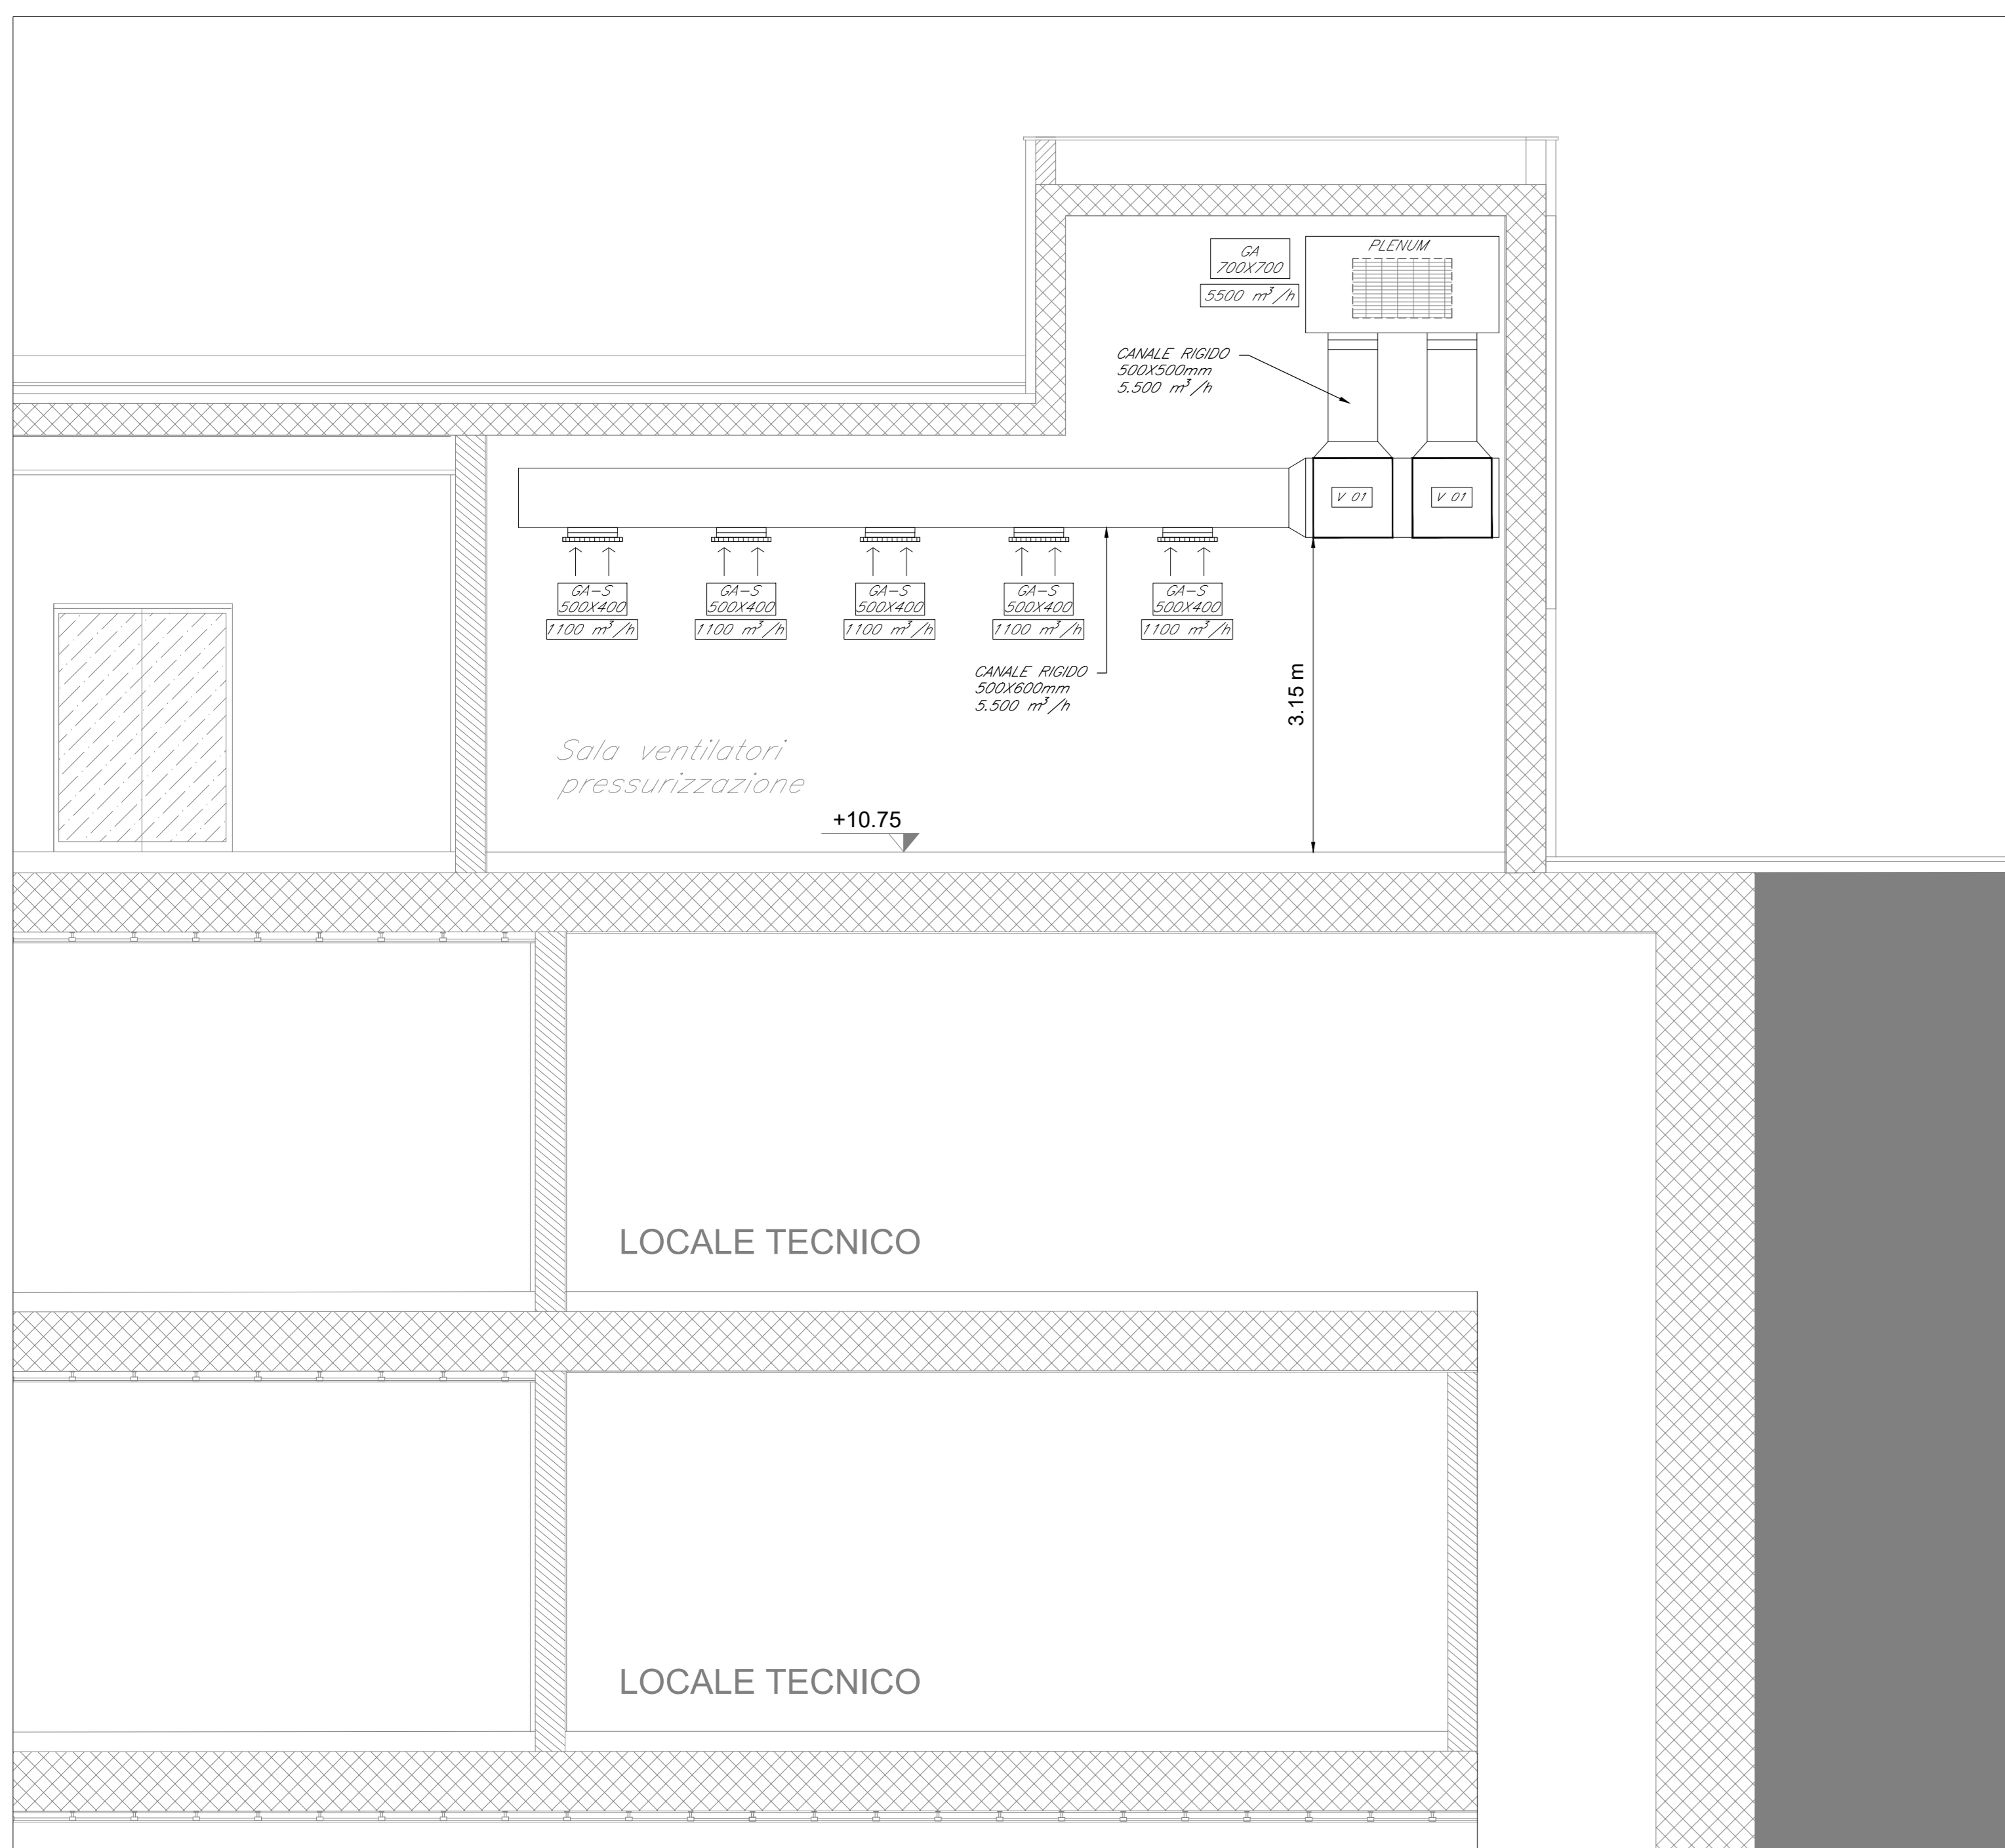 GA
700X700
5500 m³/h
PLENUM
CANALE RIGIDO
500X500mm
5.500 m³/h
V 01
V 01
GA-S
500X400
1100 m³/h
GA-S
500X400
1100 m³/h
GA-S
500X400
1100 m³/h
GA-S
500X400
1100 m³/h
GA-S
500X400
1100 m³/h
CANALE RIGIDO
500X600mm
5.500 m³/h
3.15 m
Sala ventilatori
pressurizzazione
+10.75
LOCALE TECNICO
LOCALE TECNICO